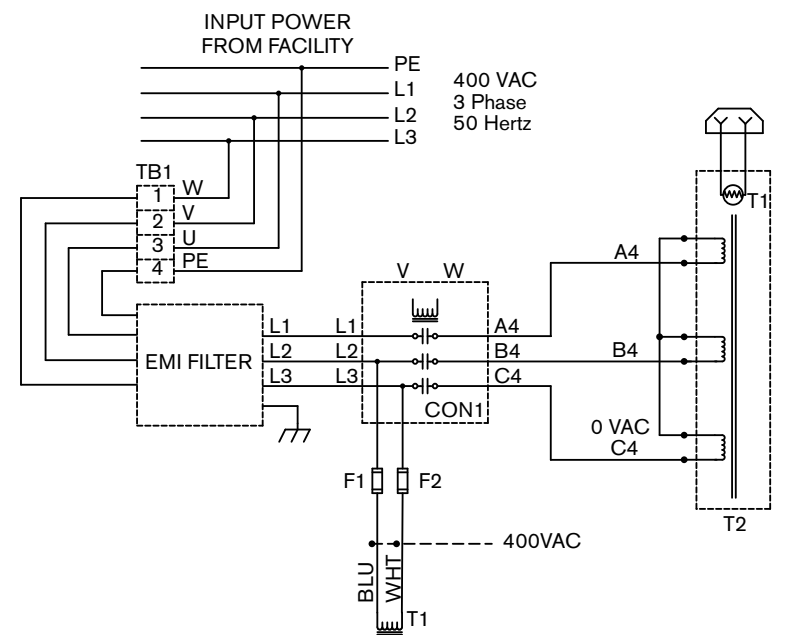 INPUT POWER
FROM FACILITY
PE
L1
L2
L3
400 VAC
3 Phase
50 Hertz
TB1
1 W
2 V
3 U
4 PE
T1
A4
V W
EMI FILTER
L1 L1 A4
L2 L2 B4 B4
L3 L3 C4
CON1
0 VAC
C4
F1 F2
T2
400VAC
BLU
WHT
T1